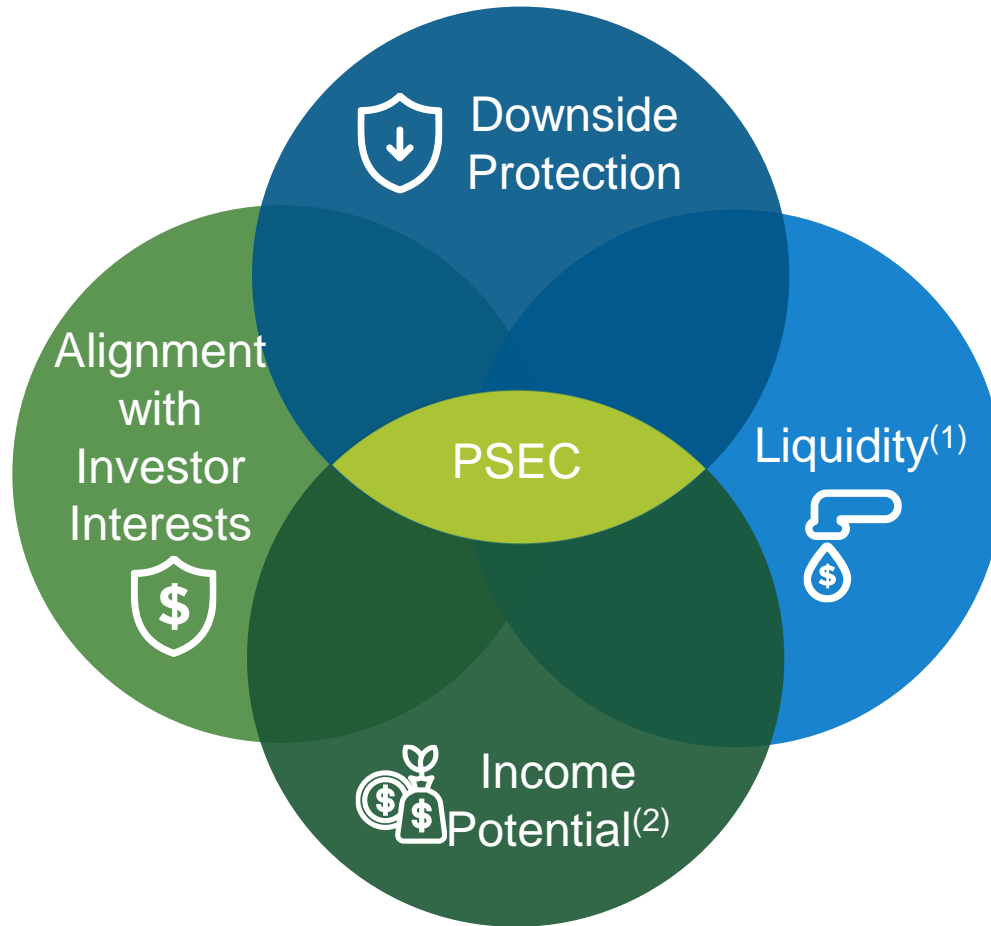 Downside
Protection
Alignment
with
Investor
Interests
$
PSEC
Liquidity(1)
$
Income
Potential(2)
$
$